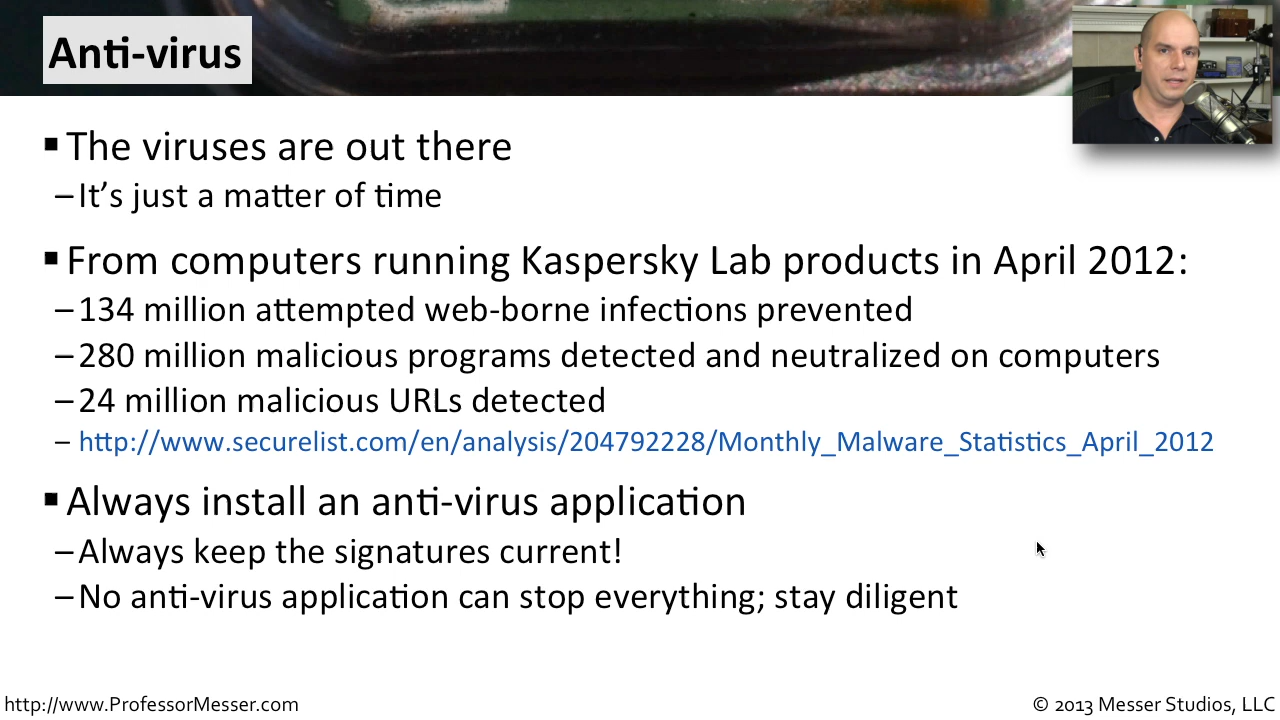 Anti-virus
▪ The viruses are out there
– It’s just a matter of time
▪ From computers running Kaspersky Lab products in April 2012:
– 134 million attempted web-borne infections prevented
– 280 million malicious programs detected and neutralized on computers
– 24 million malicious URLs detected
– http://www.securelist.com/en/analysis/204792228/Monthly_Malware_Statistics_April_2012
▪ Always install an anti-virus application
– Always keep the signatures current!
– No anti-virus application can stop everything; stay diligent
http://www.ProfessorMesser.com
© 2013 Messer Studios, LLC